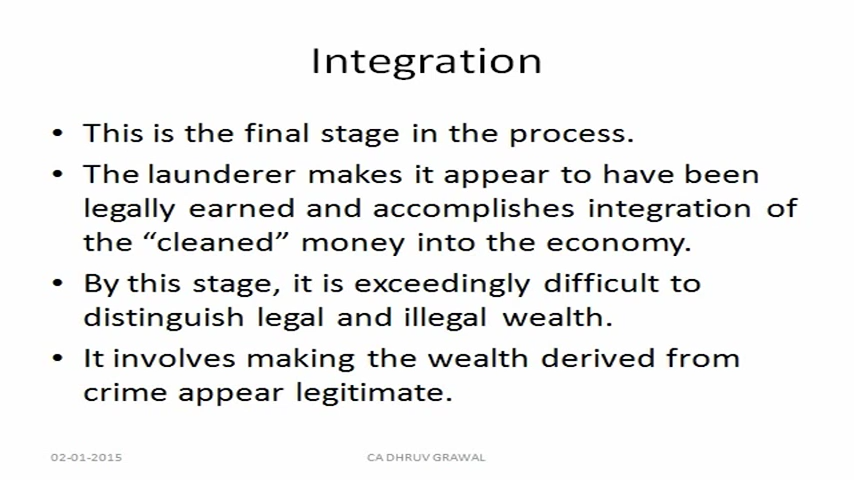 Integration
• This is the final stage in the process.
• The launderer makes it appear to have been
legally earned and accomplishes integration of
the “cleaned” money into the economy.
• By this stage, it is exceedingly difficult to
distinguish legal and illegal wealth.
• It involves making the wealth derived from
crime appear legitimate.
02-01-2015 CA DHRUV GRAWAL